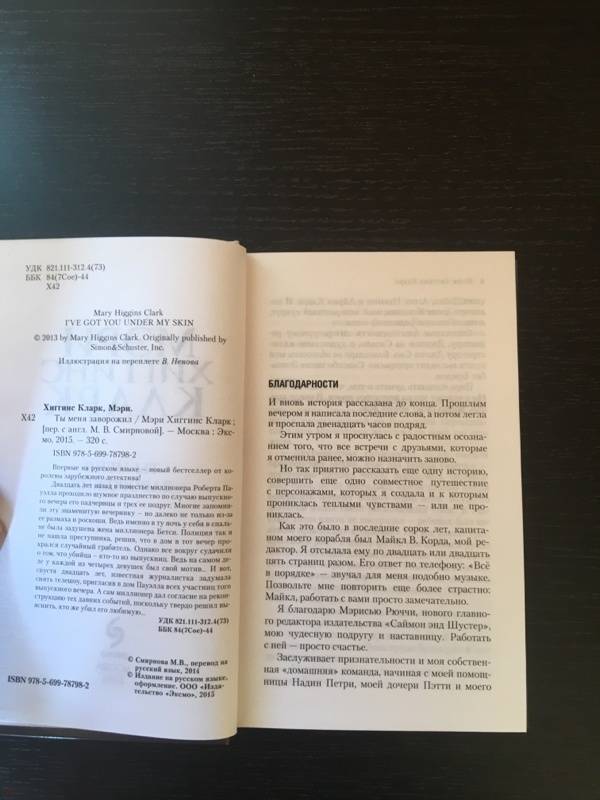 УДК 821.111-312.4(73)
ББК 84(7Сое)-44
Х42
Mary Higgins Clark
I'VE GOT YOU UNDER MY SKIN
© 2013 by Mary Higgins Clark. Originally published by
Simon&Schuster, Inc.
Иллюстрация на переплете В. Ненова
Хиггинс Кларк, Мэри.
Х42 Ты меня заворожил / Мэри Хиггинс Кларк ;
[пер. с англ. М. В. Смирновой]. — Москва : Экс-
мо, 2015. — 320 с.
ISBN 978-5-699-78798-2
Впервые на русском языке — новый бестселлер от ко-
ролевы зарубежного детектива!
Двадцать лет назад в поместье миллионера Роберта Па-
уэлла проходило шумное празднество по случаю выпускно-
го вечера его падчерицы и трех ее подруг. Многие запомни-
ли эту знаменитую вечеринку — но далеко не только из-за
ее размаха и роскоши. Ведь именно в ту ночь у себя в спаль-
не была задушена жена миллионера Бетси. Полиция так и
не нашла преступника, решив, что в дом в тот вечер про-
крался случайный грабитель. Однако все вокруг судачили
о том, что убийца — кто-то из выпускниц. Ведь на самом де-
ле у каждой из четырех девушек был свой мотив... И вот,
спустя двадцать лет, известная журналистка задумала
снять телешоу, пригласив в дом Пауэлла всех участниц того
выпускного вечера. А сам миллионер дал согласие на рекон-
струкцию тех давних событий, поскольку твердо решил вы-
яснить, кто же убил его любимую...
УДК 821.111-312.4(73)
ББК 84(7Сое)-44
© Смирнова М.В., перевод на
русский язык, 2014
© Издание на русском языке,
оформление. ООО «Изда-
тельство «Эксмо», 2015
ISBN 978-5-699-78798-2
БЛАГОДАРНОСТИ
И вновь история рассказана до конца. Прошлым
вечером я написала последние слова, а потом легла
и проспала двенадцать часов подряд.
Этим утром я проснулась с радостным осозна-
нием того, что все встречи с друзьями, которые
я отменила ранее, можно назначить заново.
Но так приятно рассказать еще одну историю,
совершить еще одно совместное путешествие
с персонажами, которых я создала и к которым
прониклась теплыми чувствами — или не про-
никлась.
Как это было в последние сорок лет, капита-
ном моего корабля был Майкл В. Корда, мой ре-
дактор. Я отсылала ему по двадцать или двадцать
пять страниц разом. Его ответ по телефону: «Всё
в порядке» — звучал для меня подобно музыке.
Позвольте мне повторить еще более страстно:
Майкл, работать с вами просто замечательно.
Я благодарю Мэрисью Рюччи, нового главно-
го редактора издательства «Саймон энд Шустер»,
мою чудесную подругу и наставницу. Работать
с ней — просто счастье.
Заслуживает признательности и моя собствен-
ная «домашняя» команда, начиная с моей помощ-
ницы Надин Петри, моей дочери Пэтти и моего